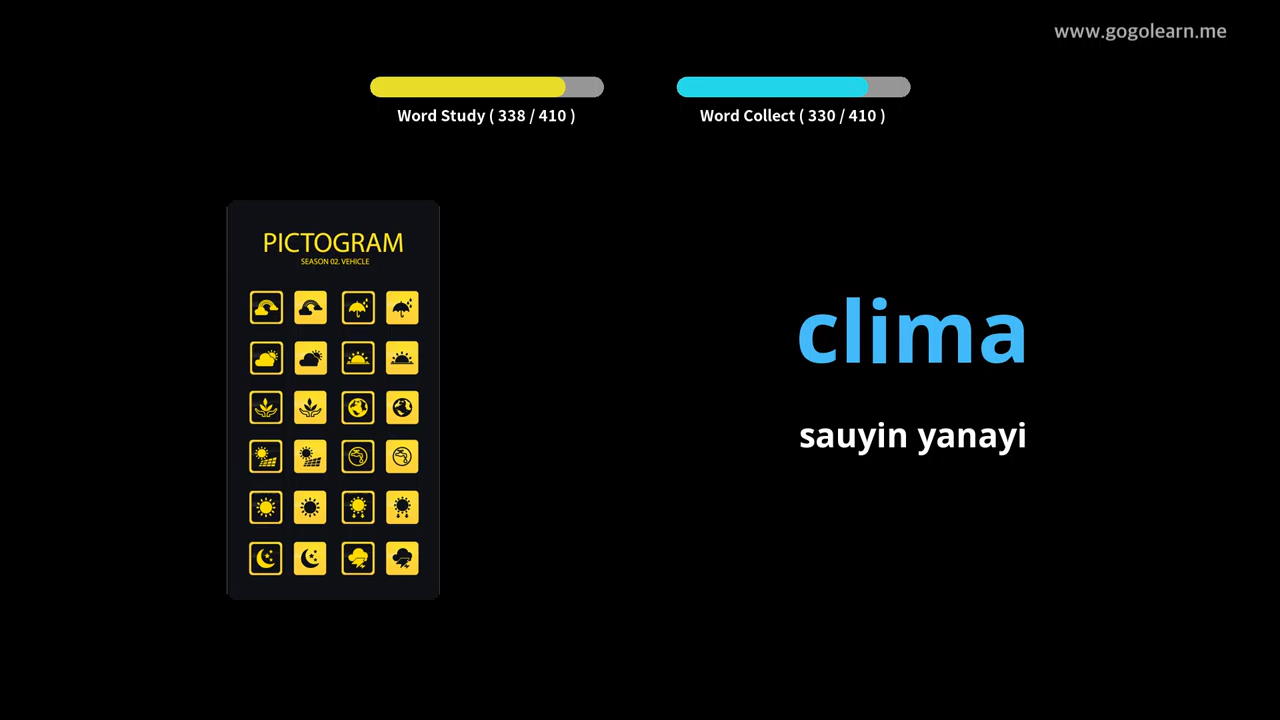 www.gogolearn.me
Word Study ( 338 / 410 )
Word Collect ( 330 / 410 )
PICTOGRAM
SEASON 02. VEHICLE
clima
sauyin yanayi